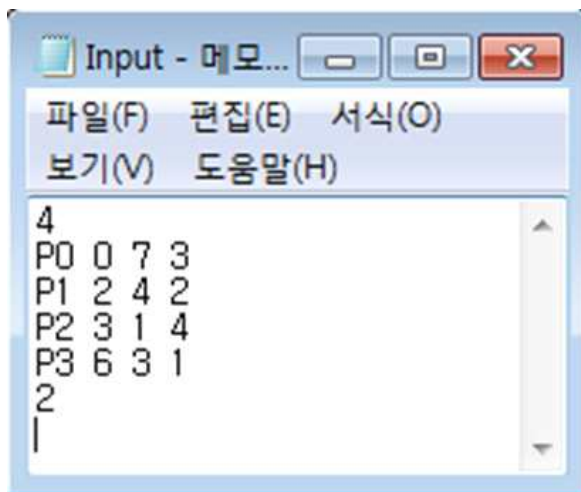 Input - 메모...
파일(F) 편집(E) 서식(O)
보기(V) 도움말(H)
4
P0 0 7 3
P1 2 4 2
P2 3 1 4
P3 6 3 1
2